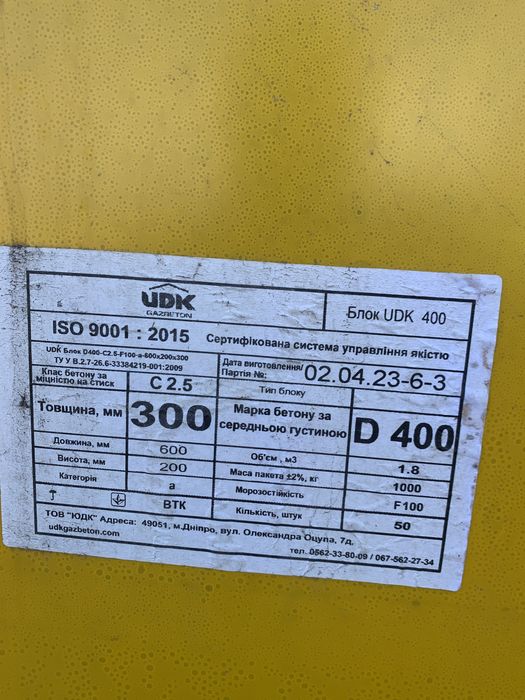 UDK
GAZBETON
Блок UDK 400
ISO 9001 : 2015 Сертифікована система управління якістю
UDK Блок D400-C2.5-F100-а-600х200х300
ТУ У В.2.7-26.6-33384219-001:2009
Дата виготовлення/
Партія №: 02.04.23-6-3
Клас бетону за
міцністю на стиск C 2.5
Тип блоку
Товщина, мм 300
Марка бетону за
середньою густиною D 400
Довжина, мм 600
Об'єм , м3 1.8
Висота, мм 200
Маса пакета ±2%, кг 1000
Категорія а
Морозостійкість F100
ВТК
Кількість, штук 50
ТОВ "ЮДК" Адреса: 49051, м.Дніпро, вул. Олександра Оцупа, 7д.
udkgazbeton.com
тел. 0562-33-80-09 / 067-562-27-34